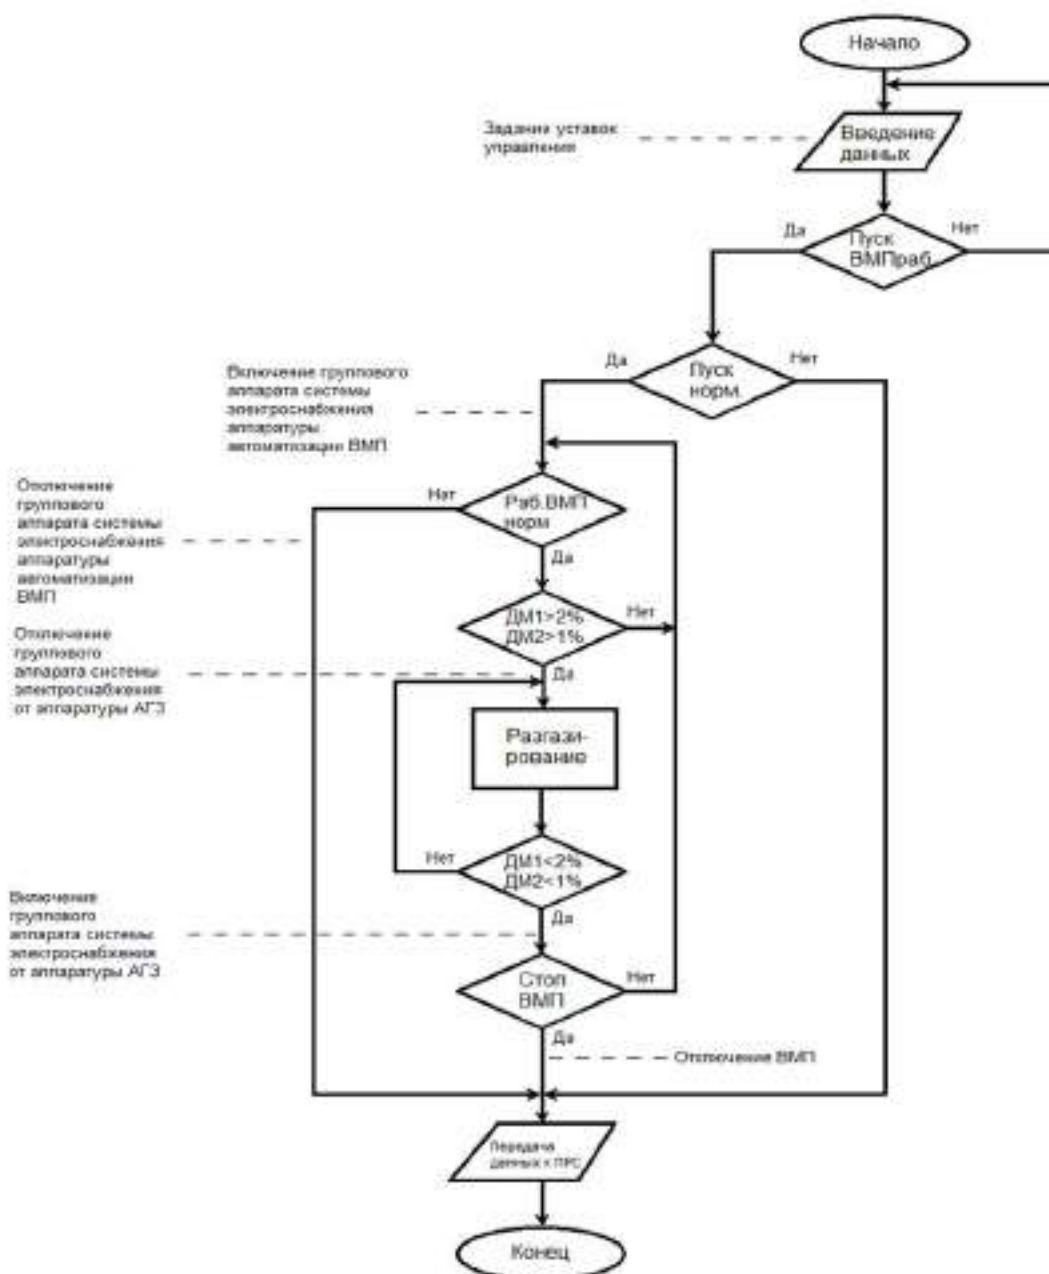 Начало
Задание уставок
управления
Введение
данных
Да
Пуск
ВМПраб.
Нет
Включение группового
аппарата системы
электроснабжения
аппаратуры
автоматизации ВМП
Да
Пуск
норм.
Нет
Отключение
группового
аппарата системы
электроснабжения
аппаратуры
автоматизации
ВМП
Нет
Раб.ВМП
норм
Да
ДМ1>2%
ДМ2>1%
Нет
Отключение
группового
аппарата системы
электроснабжения
от аппаратуры АГЗ
Да
Разгази-
рование
Нет
ДМ1<2%
ДМ2<1%
Да
Включение
группового
аппарата системы
электроснабжения
от аппаратуры АГЗ
Стоп
ВМП
Нет
Да
Отключение ВМП
Передача
данных к ПРС
Конец